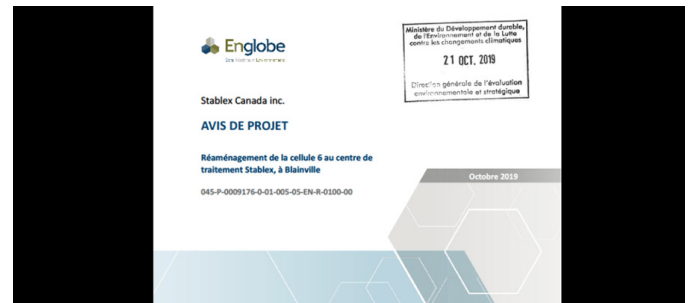 Englobe
Ministère du Développement durable,
de l'Environnement et de la Lutte
contre les changements climatiques
21 OCT. 2019
Direction générale de l'évaluation
environnementale et stratégique
Stablex Canada inc.
AVIS DE PROJET
Réaménagement de la cellule 6 au centre de
traitement Stablex, à Blainville
Octobre 2019
045-P-0009176-0-01-005-05-EN-R-0100-00